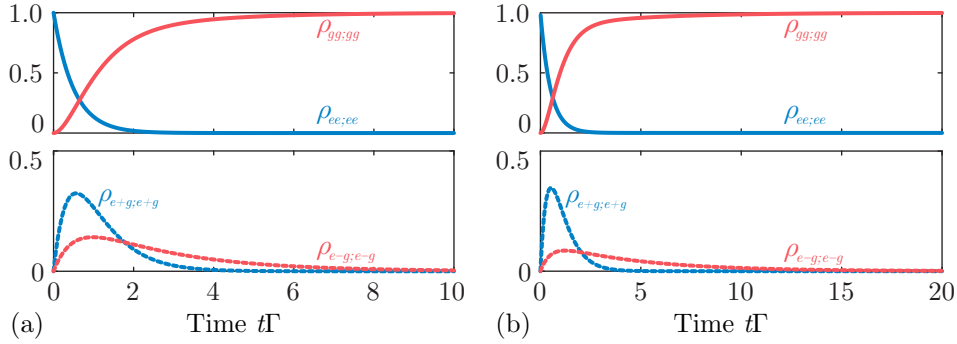 1.0
ρgg;gg
0.5
ρee;ee
0
0.5
ρe+g;e+g
ρe-g;e-g
0
0 2 4 6 8 10
(a) Time tΓ
1.0
ρgg;gg
0.5
ρee;ee
0
0.5
ρe+g;e+g
ρe-g;e-g
0
0 5 10 15 20
(b) Time tΓ